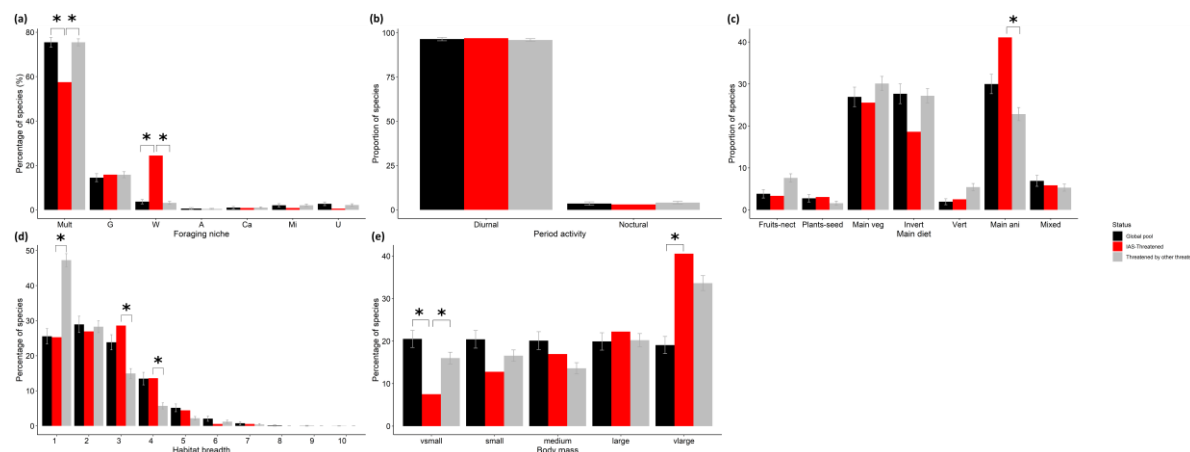 (a)
Percentage of species (%)
80
60
40
20
0
Mult G W A Ca Mi U
Foraging niche
(b)
Proportion of species
100
75
50
25
0
Diurnal Noctural
Period activity
(c)
Proportion of species
40
30
20
10
0
Fruits-nect Plants-seed Main veg Invert Vert Main ani Mixed
Main diet
Status
Global pool
IAS-Threatened
Threatened by other threats
(d)
Percentage of species
50
40
30
20
10
0
1 2 3 4 5 6 7 8 9 10
Habitat breadth
(e)
Percentage of species
40
30
20
10
0
vsmall small medium large vlarge
Body mass